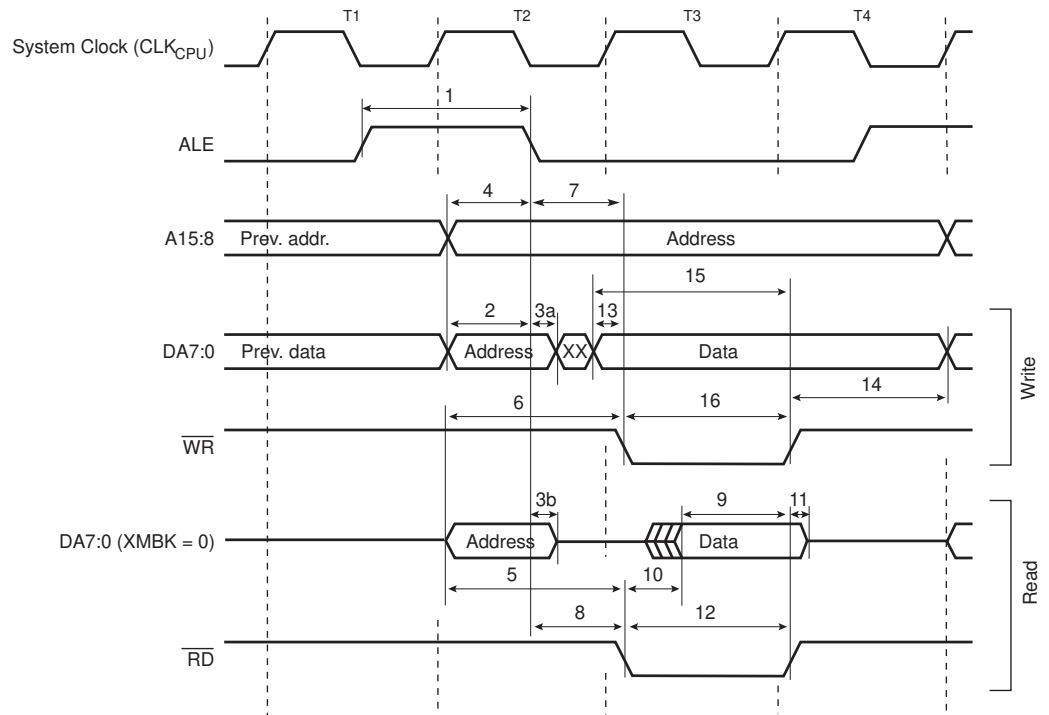 T1 T2 T3 T4
System Clock (CLKCPU)
1
ALE
4 7
A15:8 Prev. addr. Address
15
2 3a 13
DA7:0 Prev. data Address XX Data
14
6 16
WR
Write
3b 9 11
DA7:0 (XMBK = 0) Address Data
5 10
8 12
RD
Read